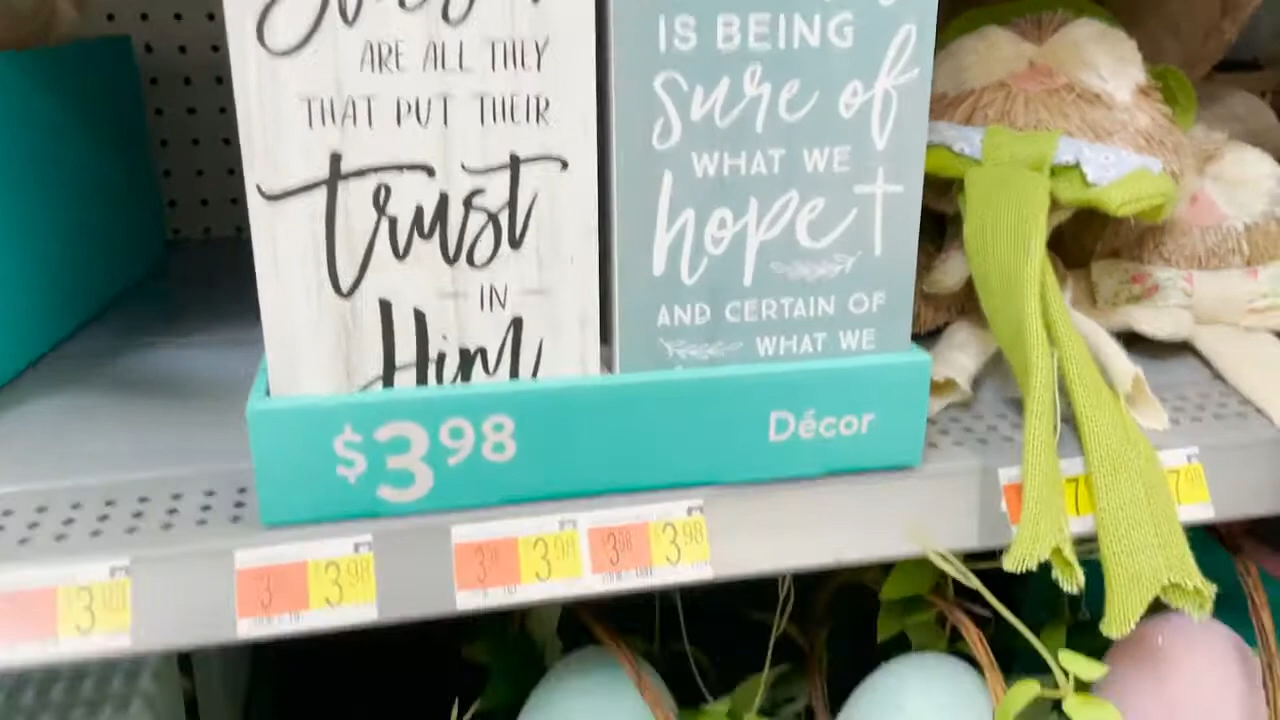 ARE ALL THEY
THAT PUT THEIR
trust
IN
Him
IS BEING
sure of
WHAT WE
hope
AND CERTAIN OF
WHAT WE
$3.98
Décor
3.98
3.98
3.98